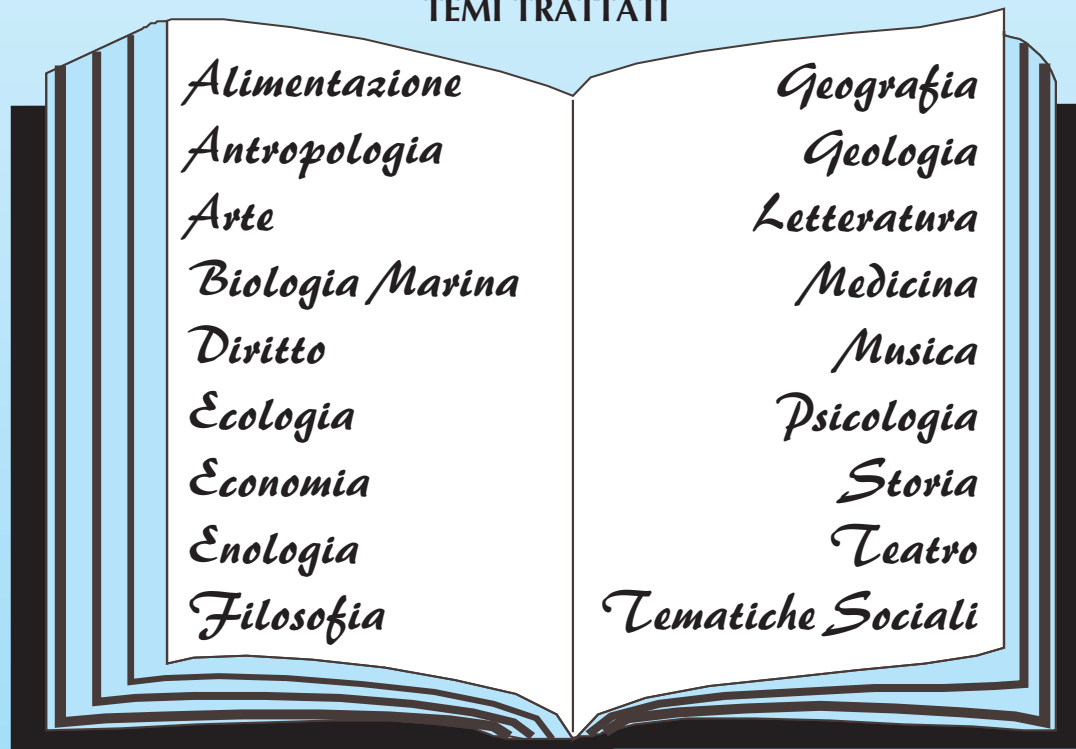 TEMI TRATTATI
Alimentazione
Antropologia
Arte
Biologia Marina
Diritto
Ecologia
Economia
Enologia
Filosofia
Geografia
Geologia
Letteratura
Medicina
Musica
Psicologia
Storia
Teatro
Tematiche Sociali